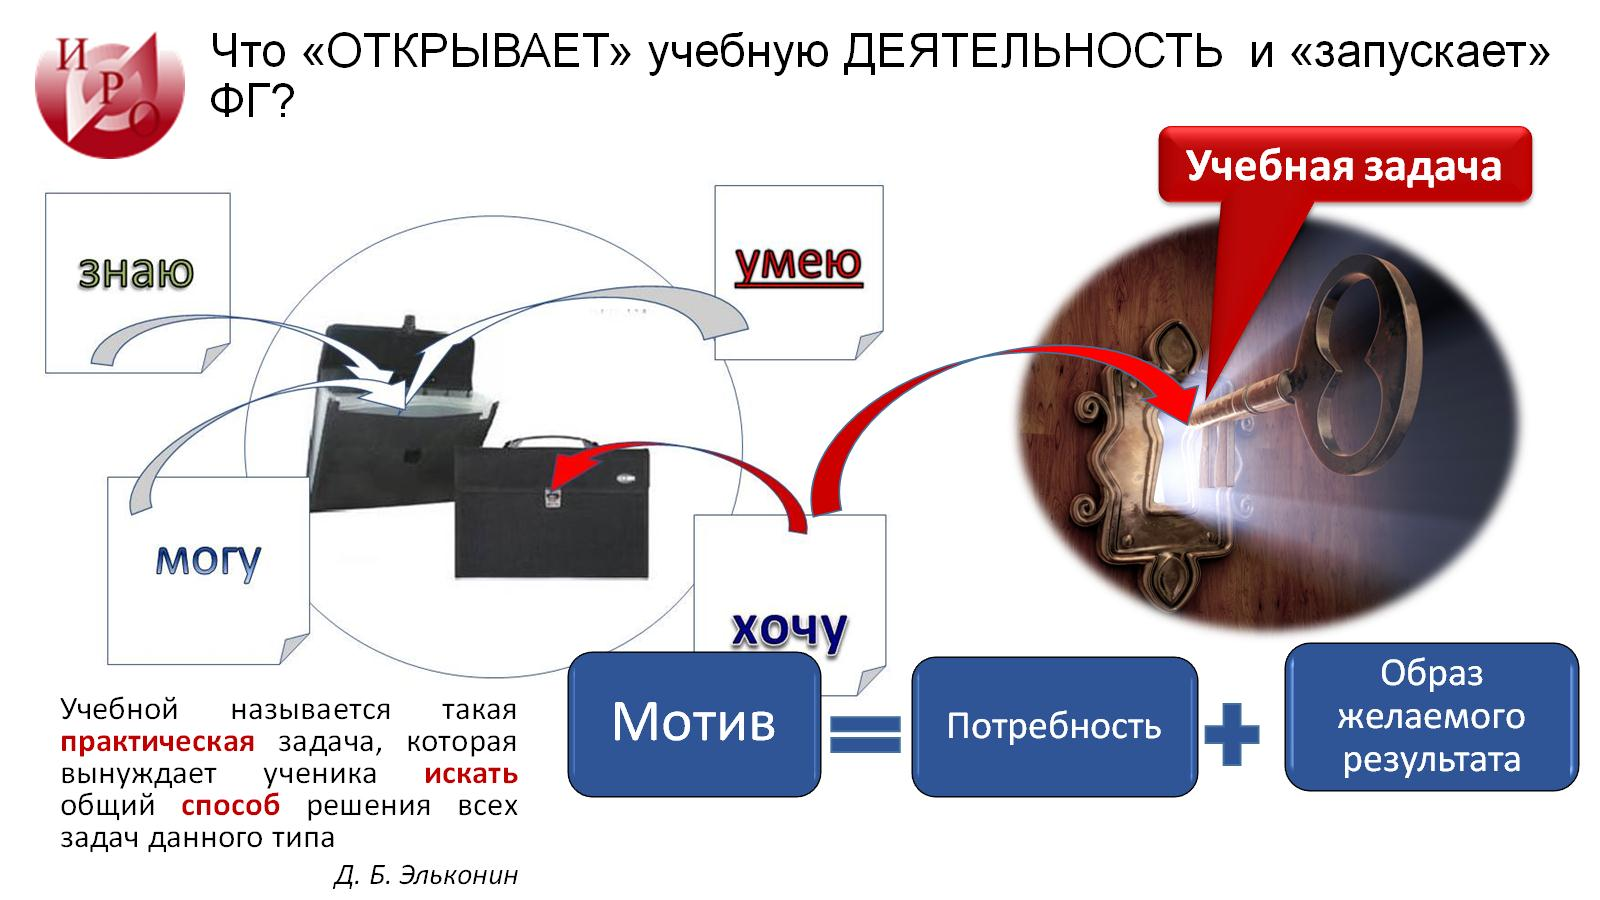 И
Р
О
Что «ОТКРЫВАЕТ» учебную ДЕЯТЕЛЬНОСТЬ и «запускает»
ФГ?
Учебная задача
знаю
умею
могу
хочу
Мотив
=
Потребность
+
Образ
желаемого
результата
Учебной называется такая
практическая задача, которая
вынуждает ученика искать
общий способ решения всех
задач данного типа
Д. Б. Эльконин